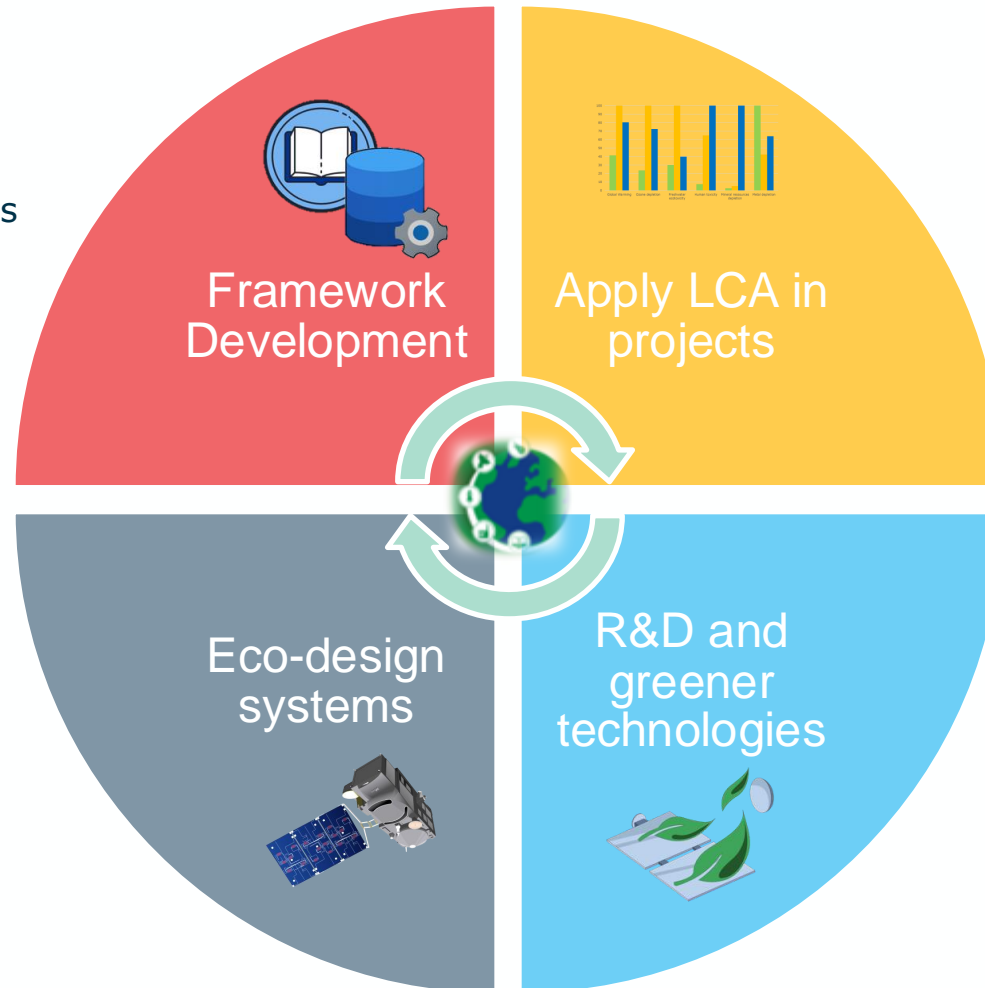 s
Framework
Development
Apply LCA in
projects
Eco-design
systems
R&D and
greener
technologies